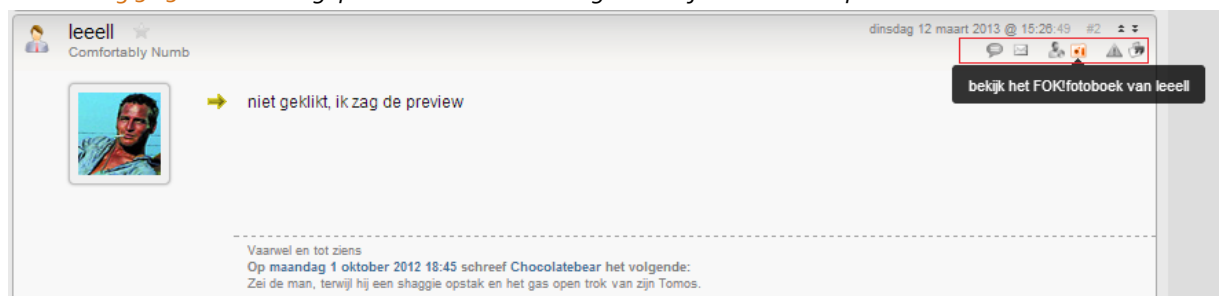 leeell
dinsdag 12 maart 2013 @ 15:26:49 #2
Comfortably Numb
bekijk het FOK!fotoboek van leeell
niet geklikt, ik zag de preview
Vaarwel en tot ziens
Op maandag 1 oktober 2012 18:45 schreef Chocolatebear het volgende:
Zei de man, terwijl hij een shaggie opstak en het gas open trok van zijn Tomos.